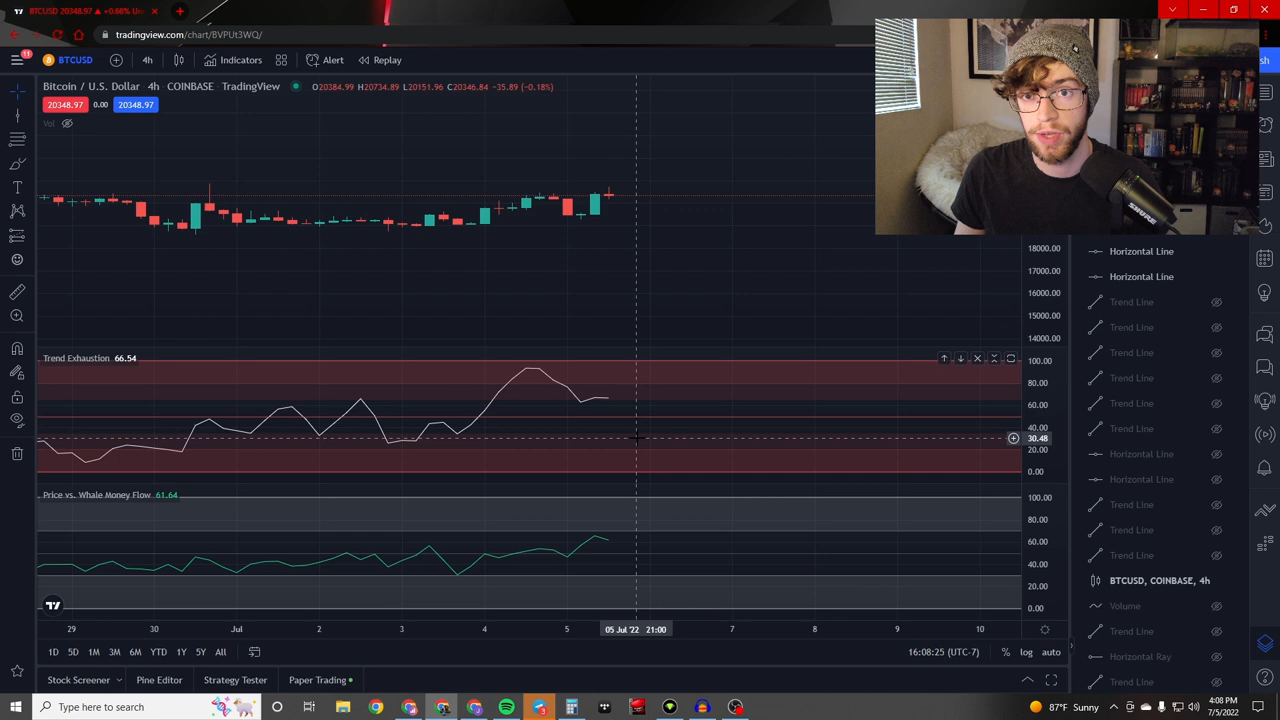 BTCUSD 20348.97 ▲ +0.68% Un
tradingview.com/chart/BVPUt3WQ/
11
BTCUSD
4h
Indicators
Alert
Replay
sh
Bitcoin / U.S. Dollar 4h COINBASE TradingView
O20384.99 H20734.89 L20151.96 C20346.84 -35.89 (-0.18%)
20348.97 0.00 20348.97
Vol
SHURE
18000.00
17000.00
16000.00
15000.00
14000.00
Trend Exhaustion 66.54
100.00
80.00
60.00
40.00
30.48
20.00
0.00
Price vs. Whale Money Flow 61.64
100.00
80.00
60.00
40.00
20.00
0.00
29 30 Jul 2 3 4 5 05 Jul '22 21:00 7 8 9 10
1D 5D 1M 3M 6M YTD 1Y 5Y All
16:08:25 (UTC-7) % log auto
Stock Screener Pine Editor Strategy Tester Paper Trading
Horizontal Line
Horizontal Line
Trend Line
Trend Line
Trend Line
Trend Line
Trend Line
Trend Line
Horizontal Line
Horizontal Line
Trend Line
Trend Line
Trend Line
BTCUSD, COINBASE, 4h
Volume
Trend Line
Horizontal Ray
Trend Line
Type here to search
87°F Sunny
4:08 PM
7/5/2022